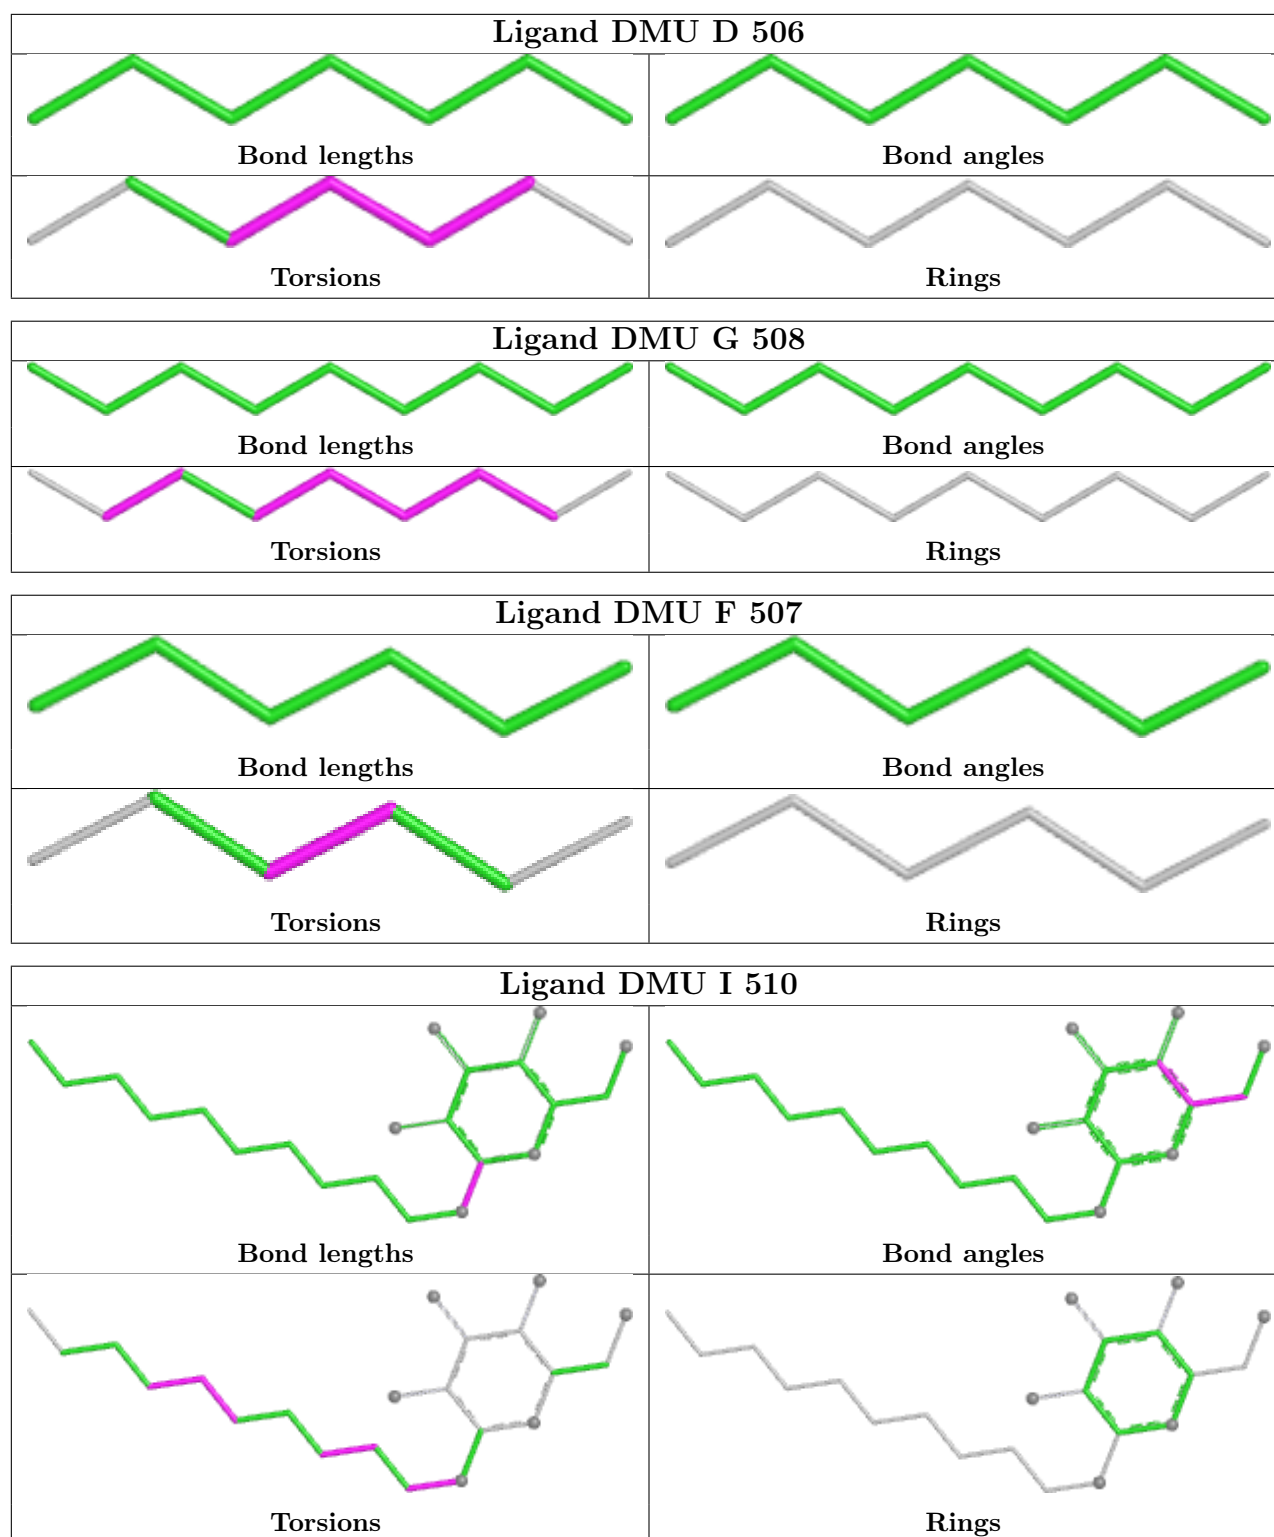 Ligand DMU D 506
Bond lengths Bond angles
Torsions Rings
Ligand DMU G 508
Bond lengths Bond angles
Torsions Rings
Ligand DMU F 507
Bond lengths Bond angles
Torsions Rings
Ligand DMU I 510
Bond lengths Bond angles
Torsions Rings